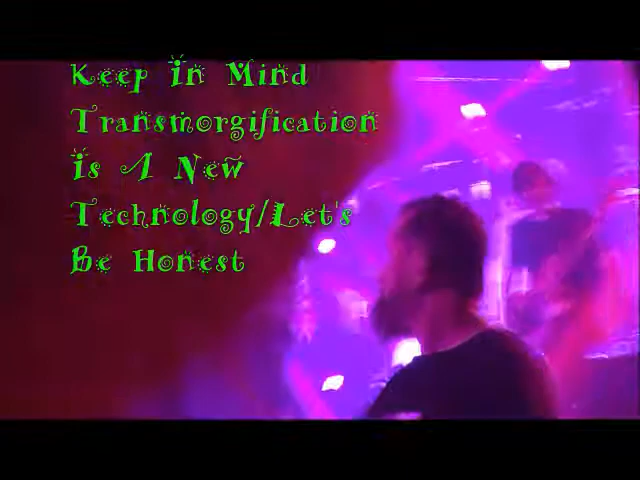 Keep in Mind
Transmorgification
is A New
Technology/Let's
Be Honest